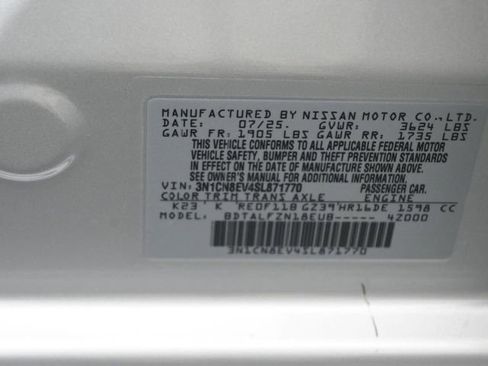 MANUFACTURED BY NISSAN MOTOR CO.,LTD.
DATE: 07/25. GVWR: 3624 LBS
GAWR FR: 1905 LBS GAWR RR: 1735 LBS
THIS VEHICLE CONFORMS TO ALL APPLICABLE FEDERAL MOTOR
VEHICLE SAFETY, BUMPER AND THEFT PREVENTION STANDARDS
IN EFFECT ON THE DATE OF MANUFACTURE SHOWN ABOVE.
SEE OWNER'S MANUAL FOR ADDITIONAL INFORMATION.
VIN: 3N1CN8EV4SL871770 PASSENGER CAR.
COLOR TRIM TRANS AXLE ENGINE
K23 K RE0F11B GZ39 HR16DE 1598 CC
MODEL: BDTALFZN18EUB----- 42000
3N1CN8EV4SL871770